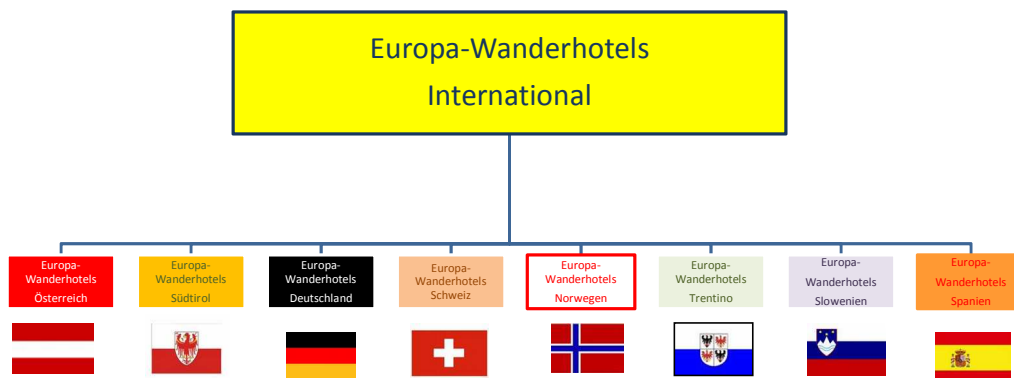 Europa-Wanderhotels
International
Europa-
Wanderhotels
Österreich
Europa-
Wanderhotels
Südtirol
Europa-
Wanderhotels
Deutschland
Europa-
Wanderhotels
Schweiz
Europa-
Wanderhotels
Norwegen
Europa-
Wanderhotels
Trentino
Europa-
Wanderhotels
Slowenien
Europa-
Wanderhotels
Spanien